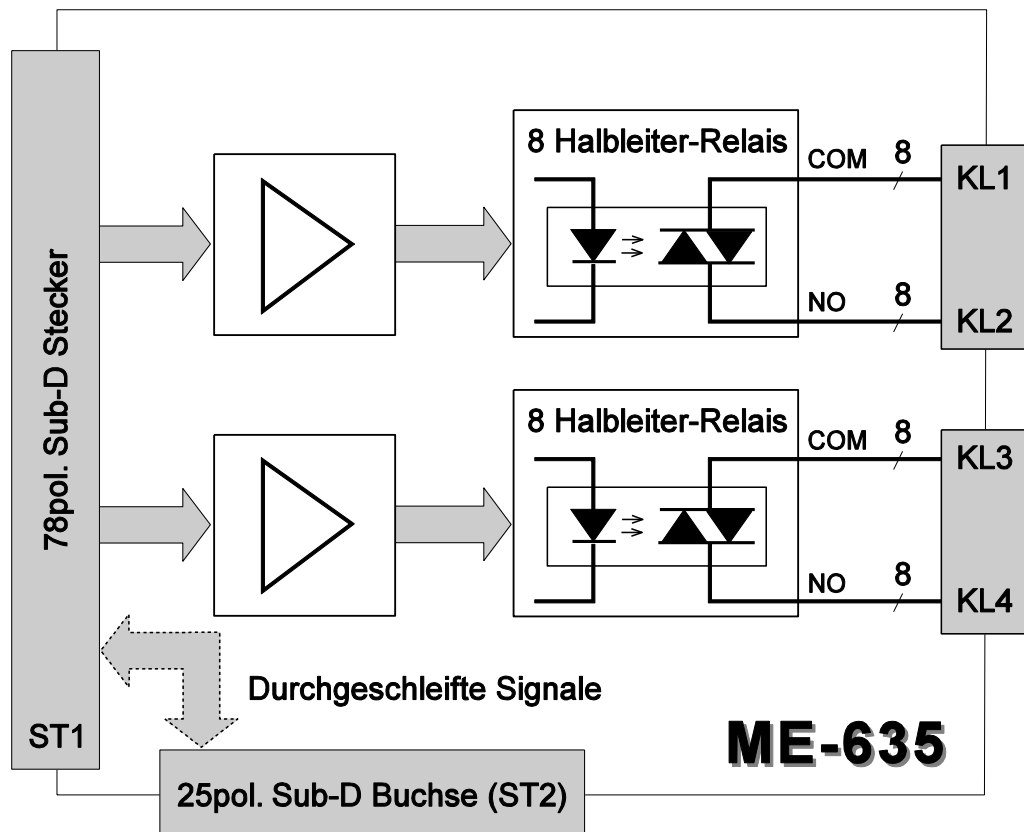 8 Halbleiter-Relais
COM
8
KL1
NO
8
KL2
78pol. Sub-D Stecker
8 Halbleiter-Relais
COM
8
KL3
NO
8
KL4
Durchgeschleifte Signale
ST1
ME-635
25pol. Sub-D Buchse (ST2)